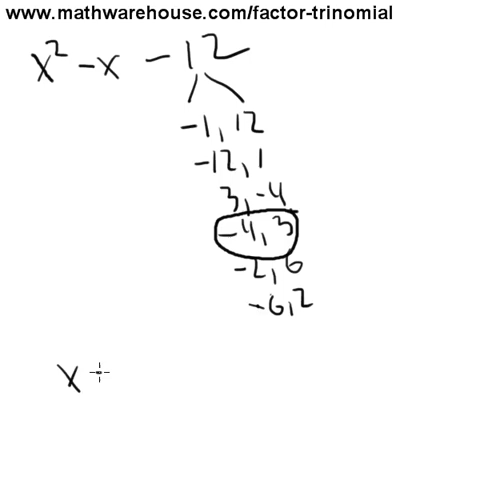 www.mathwarehouse.com/factor-trinomial
x² - x - 12
-1, 12
-12, 1
3, -4
-4, 3
-2, 6
-6, 2
x